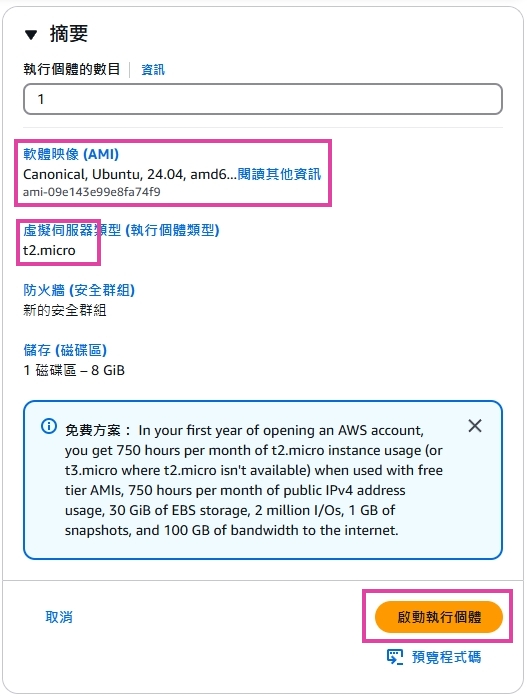 ▼ 摘要
執行個體的數目 資訊
1
軟體映像 (AMI)
Canonical, Ubuntu, 24.04, amd6...閱讀其他資訊
ami-09e143e99e8fa74f9
虛擬伺服器類型 (執行個體類型)
t2.micro
防火牆 (安全群組)
新的安全群組
儲存 (磁碟區)
1 磁碟區 – 8 GiB
免費方案： In your first year of opening an AWS account,
you get 750 hours per month of t2.micro instance usage (or
t3.micro where t2.micro isn't available) when used with free
tier AMIs, 750 hours per month of public IPv4 address
usage, 30 GiB of EBS storage, 2 million I/Os, 1 GB of
snapshots, and 100 GB of bandwidth to the internet.
取消
啟動執行個體
預覽程式碼